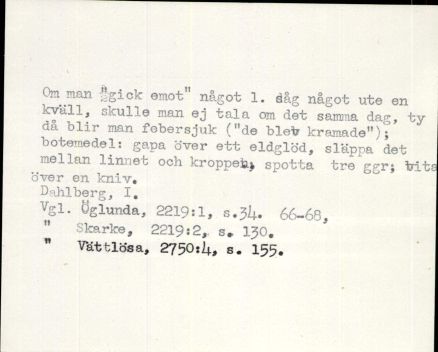 Om man "gick emot" något l. såg något ute en
kväll, skulle man ej tala om det samma dag, ty
då blir man febersjuk ("de blev kramade");
botemedel: gapa över ett eldglöd, släppa det
mellan linnet och kroppen, spotta tre ggr; bita
över en kniv.
Dahlberg, I.
Vgl. Öglunda, 2219:1, s.34. 66-68,
" Skarke, 2219:2, s. 130.
" Vättlösa, 2750:4, s. 155.